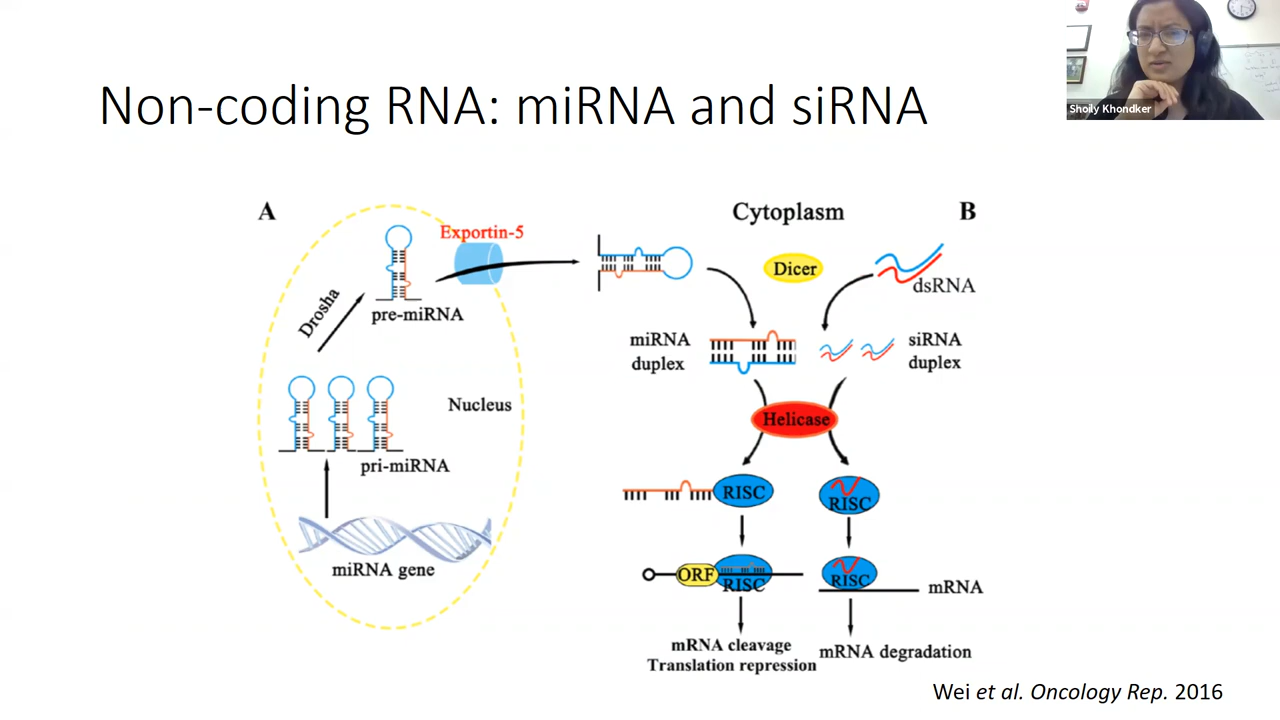 Non-coding RNA: miRNA and siRNA
Shoily Khondker
A
Cytoplasm
B
Exportin-5
Dicer
dsRNA
Drosha
pre-miRNA
miRNA
duplex
siRNA
duplex
Nucleus
Helicase
pri-miRNA
RISC
RISC
miRNA gene
ORF
RISC
RISC
mRNA
mRNA cleavage
Translation repression
mRNA degradation
Wei et al. Oncology Rep. 2016